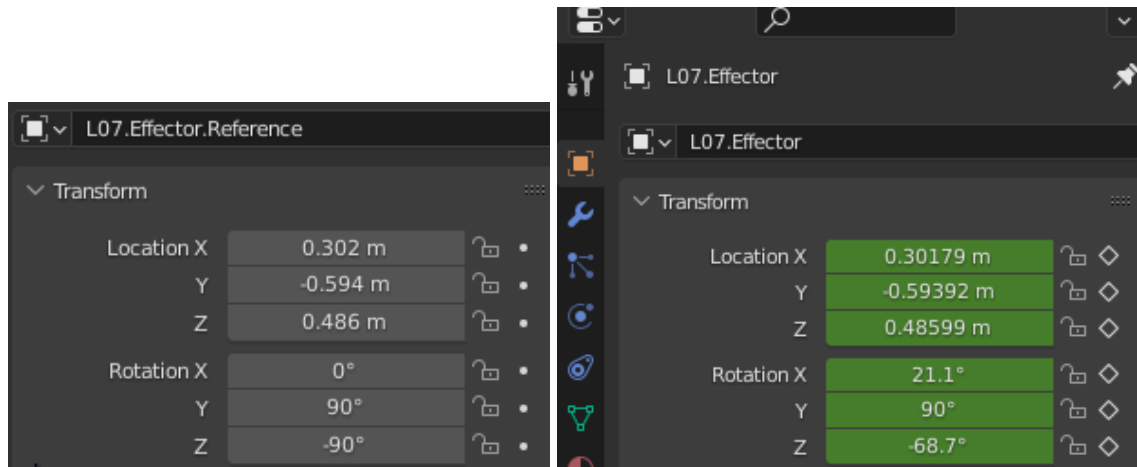 L07.Effector.Reference
Transform
Location X 0.302 m
Y -0.594 m
Z 0.486 m
Rotation X 0°
Y 90°
Z -90°
L07.Effector
L07.Effector
Transform
Location X 0.30179 m
Y -0.59392 m
Z 0.48599 m
Rotation X 21.1°
Y 90°
Z -68.7°